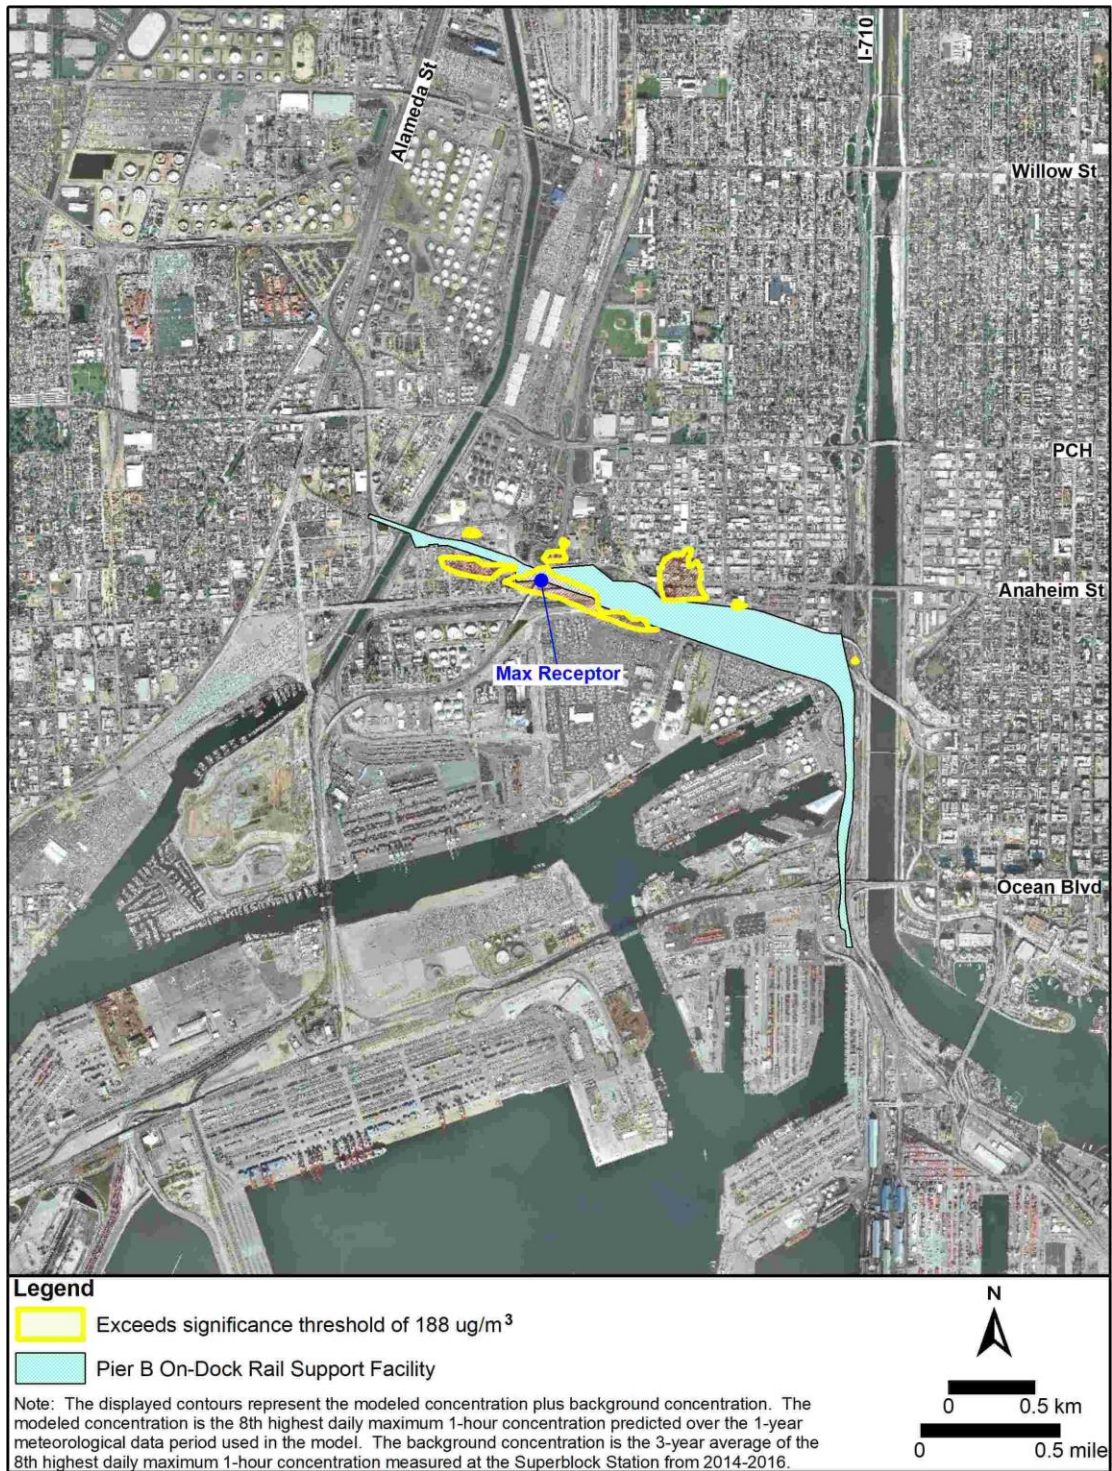 I-710
Alameda St
Willow St
PCH
Anaheim St
Max Receptor
Ocean Blvd
Legend
Exceeds significance threshold of 188 ug/m³
Pier B On-Dock Rail Support Facility
Note: The displayed contours represent the modeled concentration plus background concentration. The
modeled concentration is the 8th highest daily maximum 1-hour concentration predicted over the 1-year
meteorological data period used in the model. The background concentration is the 3-year average of the
8th highest daily maximum 1-hour concentration measured at the Superblock Station from 2014-2016.
N
0 0.5 km
0 0.5 mile